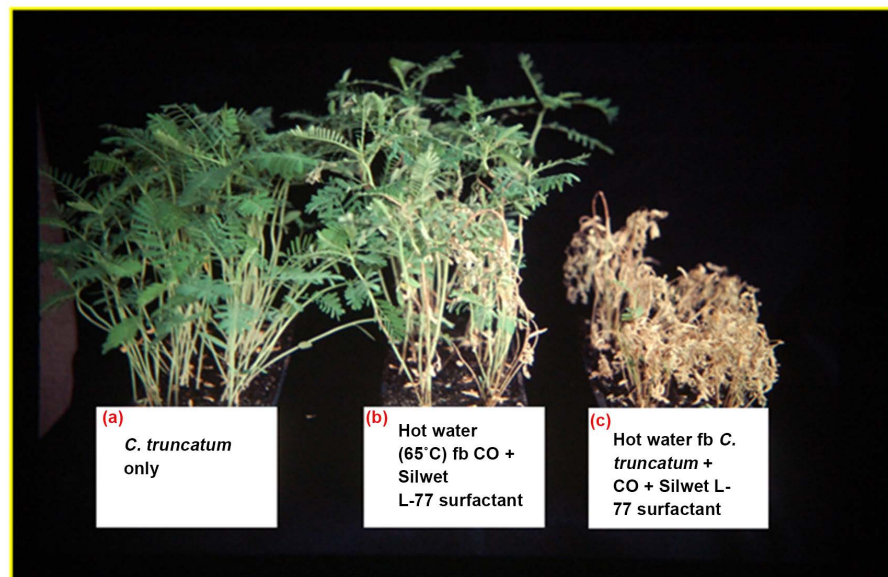 (a)
C. truncatum
only
(b)
Hot water
(65˚C) fb CO +
Silwet
L-77 surfactant
(c)
Hot water fb C.
truncatum +
CO + Silwet L-
77 surfactant